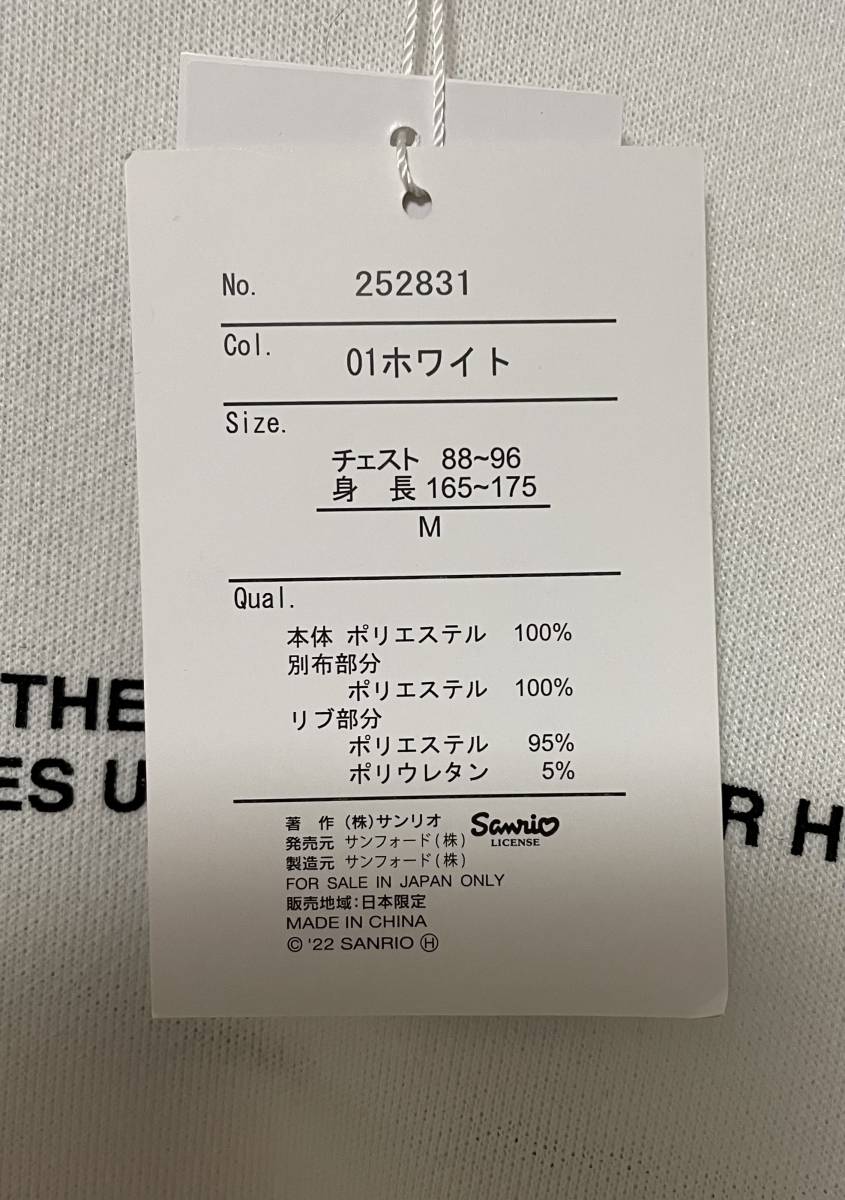 No. 252831
Col. 01ホワイト
Size.
チェスト 88~96
身 長 165~175
M
Qual.
本体 ポリエステル 100%
別布部分
ポリエステル 100%
リブ部分
ポリエステル 95%
ポリウレタン 5%
著 作 (株)サンリオ
Sanrio
LICENSE
発売元 サンフォード(株)
製造元 サンフォード(株)
FOR SALE IN JAPAN ONLY
販売地域:日本限定
MADE IN CHINA
© '22 SANRIO Ⓗ
THE
ES U
R H